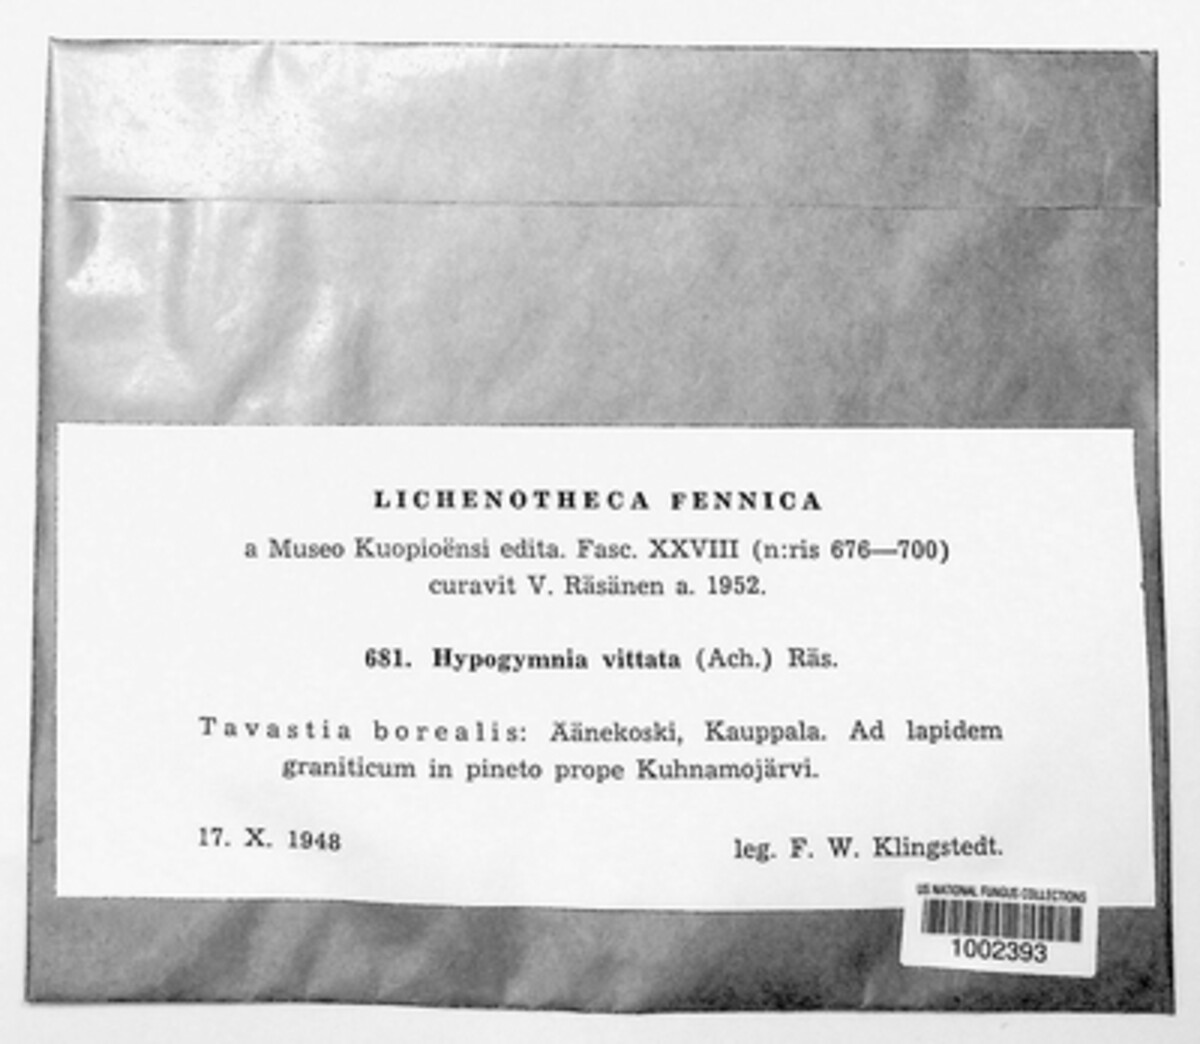 LICHENOTHECA FENNICA
a Museo Kuopioënsi edita. Fasc. XXVIII (n:ris 676—700)
curavit V. Räsänen a. 1952.
681. Hypogymnia vittata (Ach.) Räs.
Tavastia borealis: Äänekoski, Kauppala. Ad lapidem
graniticum in pineto prope Kuhnamojärvi.
17. X. 1948
leg. F. W. Klingstedt.
US NATIONAL FUNGUS COLLECTIONS
1002393